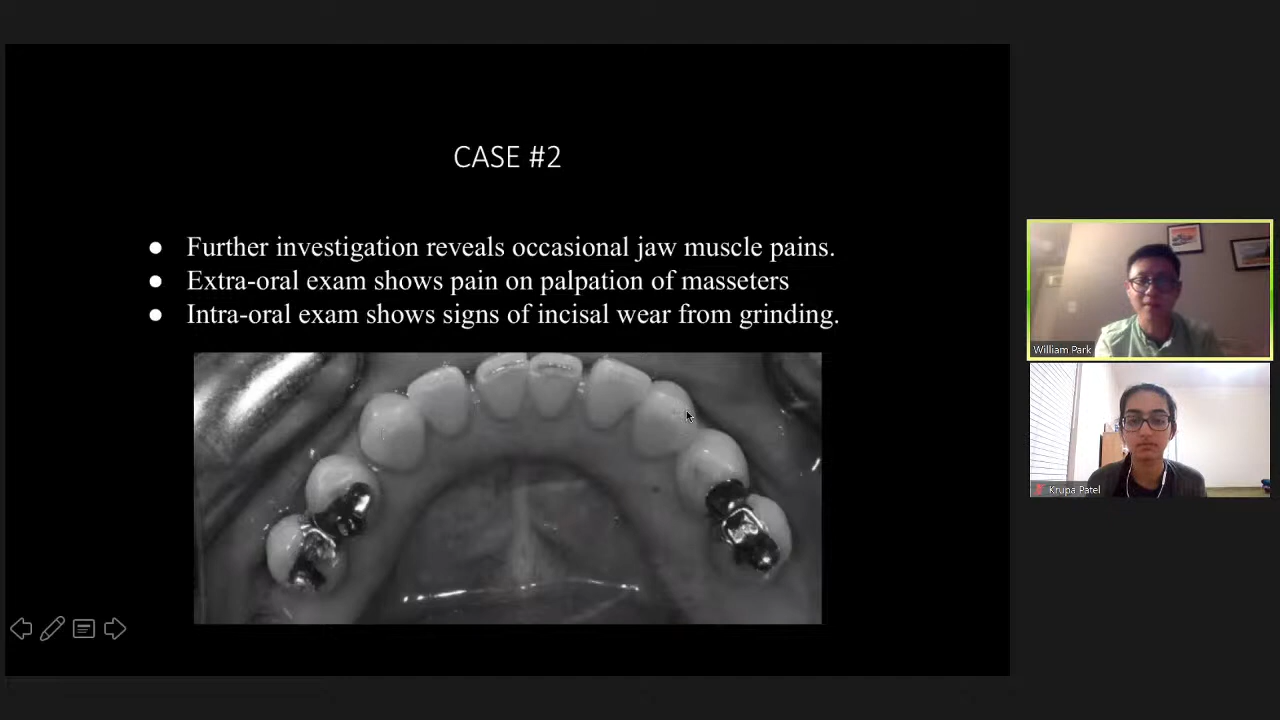 CASE #2
● Further investigation reveals occasional jaw muscle pains.
● Extra-oral exam shows pain on palpation of masseters
● Intra-oral exam shows signs of incisal wear from grinding.
William Park
Krupa Patel